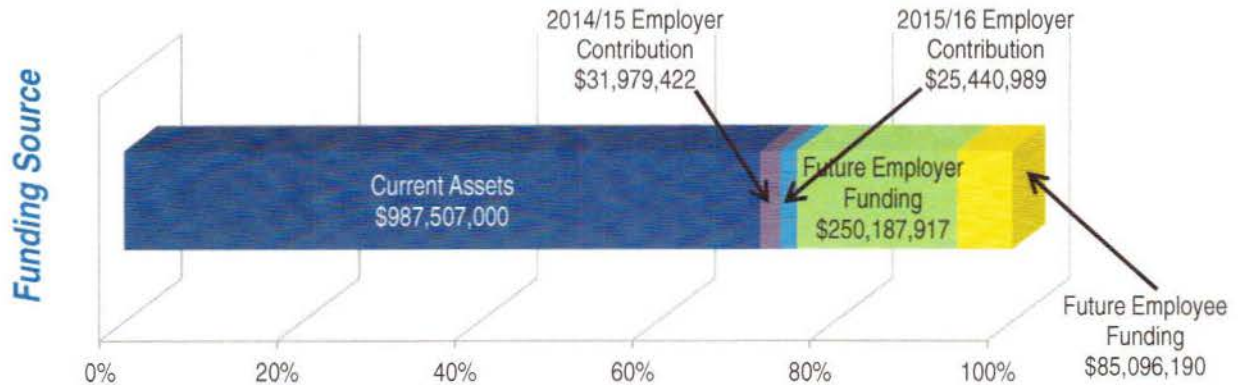 2014/15 Employer
Contribution
$31,979,422
2015/16 Employer
Contribution
$25,440,989
Funding Source
Current Assets
$987,507,000
Future Employer
Funding
$250,187,917
Future Employee
Funding
$85,096,190
0%
20%
40%
60%
80%
100%